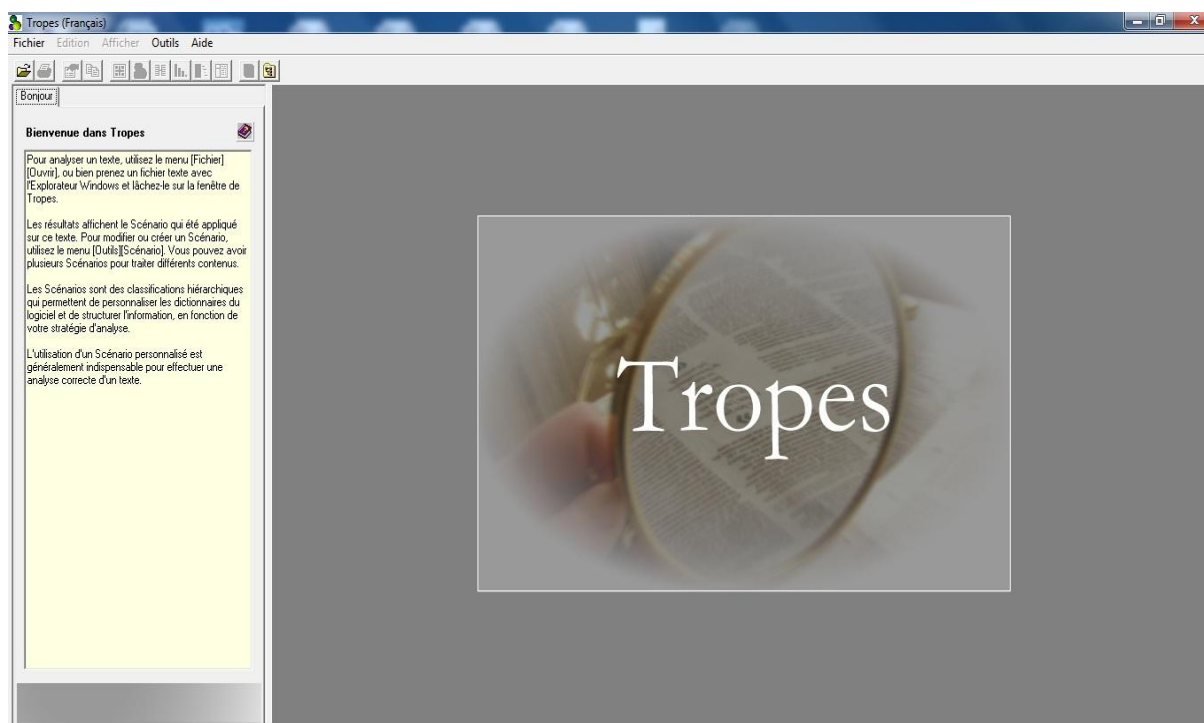 Tropes (Français)
Fichier Edition Afficher Outils Aide
Bonjour
Bienvenue dans Tropes
Pour analyser un texte, utilisez le menu [Fichier]
[Ouvrir], ou bien prenez un fichier texte avec
l'Explorateur Windows et lâchez-le sur la fenêtre de
Tropes.
Les résultats affichent le Scénario qui été appliqué
sur ce texte. Pour modifier ou créer un Scénario,
utilisez le menu [Outils][Scénario]. Vous pouvez avoir
plusieurs Scénarios pour traiter différents contenus.
Les Scénarios sont des classifications hiérarchiques
qui permettent de personnaliser les dictionnaires du
logiciel et de structurer l'information, en fonction de
votre stratégie d'analyse.
L'utilisation d'un Scénario personnalisé est
généralement indispensable pour effectuer une
analyse correcte d'un texte.
Tropes